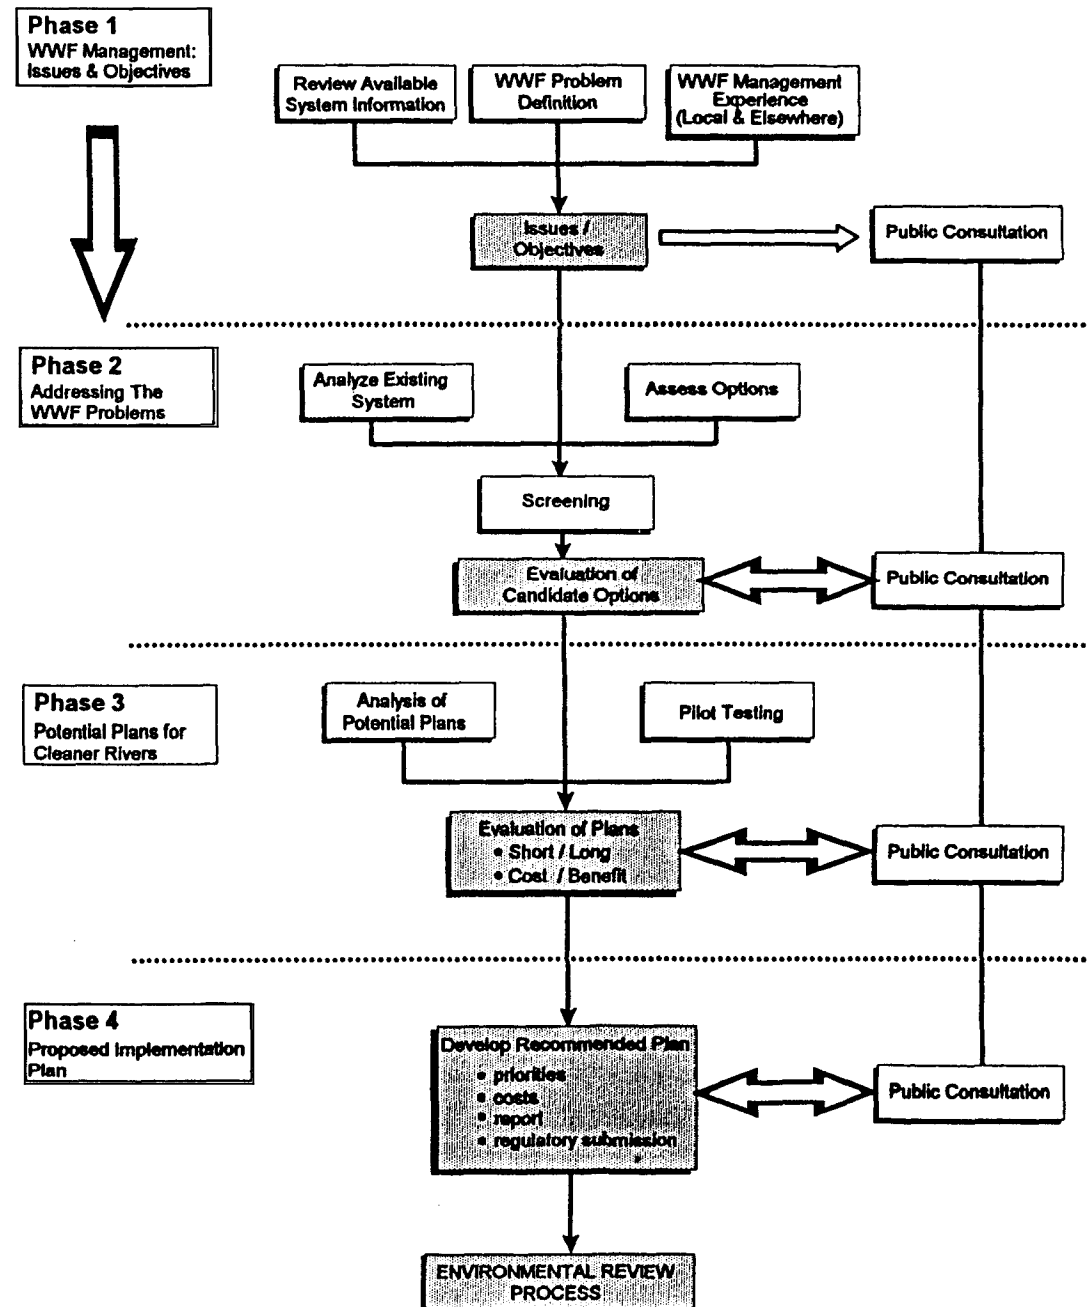 Phase 1
WWF Management:
Issues & Objectives
Review Available
System Information
WWF Problem
Definition
WWF Management
Experience
(Local & Elsewhere)
Issues /
Objectives
Public Consultation
Phase 2
Addressing The
WWF Problems
Analyze Existing
System
Assess Options
Screening
Evaluation of
Candidate Options
Public Consultation
Phase 3
Potential Plans for
Cleaner Rivers
Analysis of
Potential Plans
Pilot Testing
Evaluation of Plans
• Short / Long
• Cost / Benefit
Public Consultation
Phase 4
Proposed Implementation
Plan
Develop Recommended Plan
• priorities
• costs
• report
• regulatory submission
Public Consultation
ENVIRONMENTAL REVIEW
PROCESS